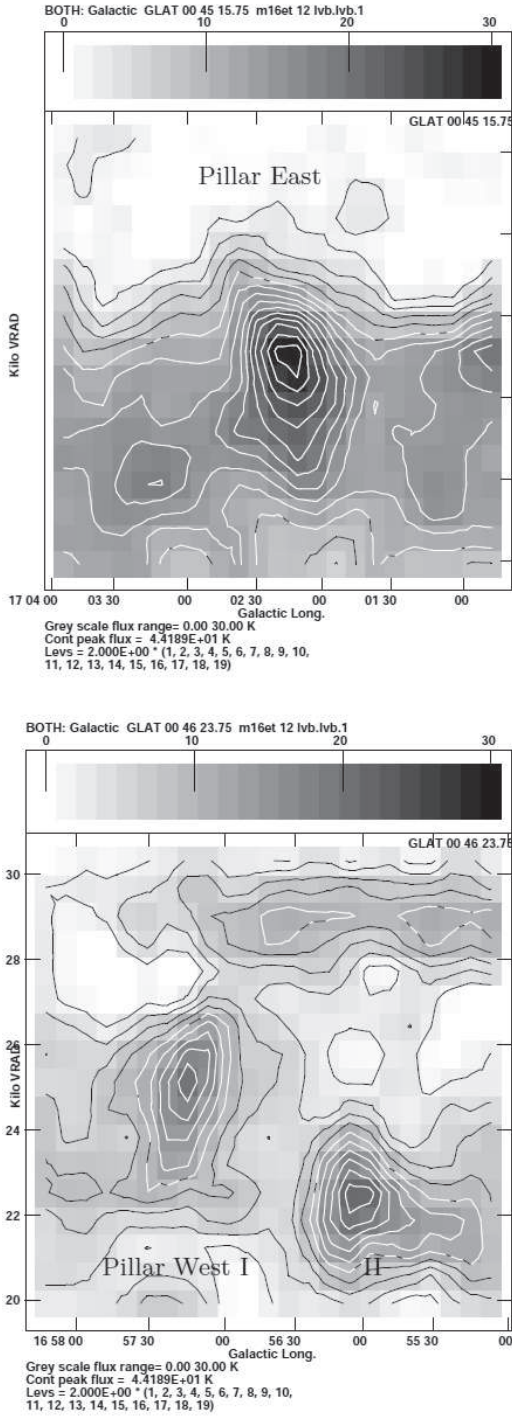 BOTH: Galactic GLAT 00 45 15.75 m16et 12 lvb.lvb.1
0 10 20 30
GLAT 00 45 15.75
Pillar East
Kilo VRAD
17 04 00 03 30 00 02 30 00 01 30 00
Galactic Long.
Grey scale flux range= 0.00 30.00 K
Cont peak flux = 4.4189E+01 K
Levs = 2.000E+00 * (1, 2, 3, 4, 5, 6, 7, 8, 9, 10,
11, 12, 13, 14, 15, 16, 17, 18, 19)
BOTH: Galactic GLAT 00 46 23.75 m16et 12 lvb.lvb.1
0 10 20 30
GLAT 00 46 23.75
30
28
26
Kilo VRAD
24
22
Pillar West I II
20
16 58 00 57 30 00 56 30 00 55 30 00
Galactic Long.
Grey scale flux range= 0.00 30.00 K
Cont peak flux = 4.4189E+01 K
Levs = 2.000E+00 * (1, 2, 3, 4, 5, 6, 7, 8, 9, 10,
11, 12, 13, 14, 15, 16, 17, 18, 19)